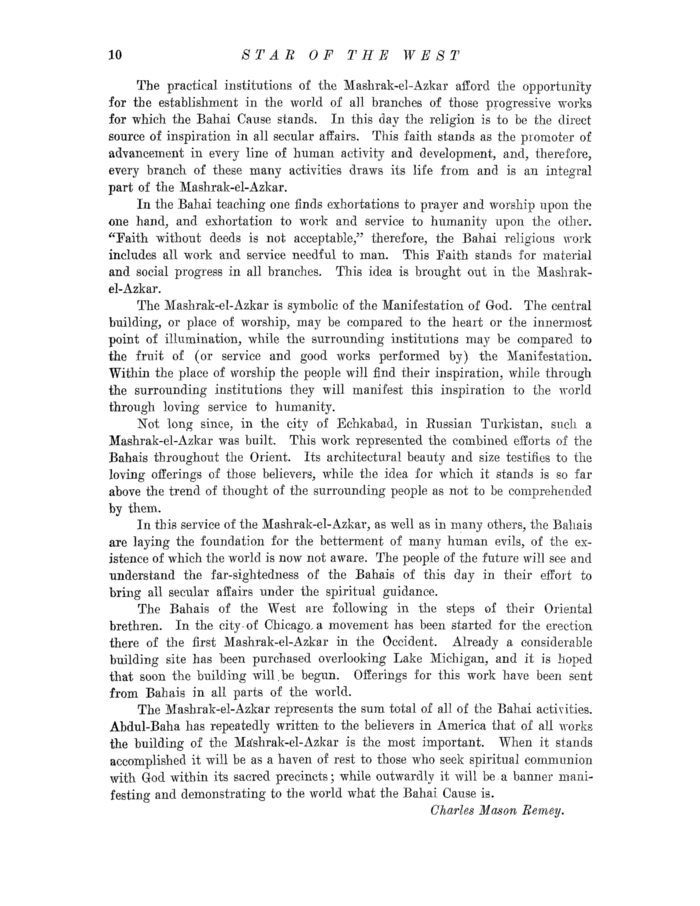 10 STAR OF THE WEST
The practical institutions of the Mashrak-el-Azkar afford the opportunity
for the establishment in the world of all branches of those progressive works
for which the Bahai Cause stands. In this day the religion is to be the direct
source of inspiration in all secular affairs. This faith stands as the promoter of
advancement in every line of human activity and development, and, therefore,
every branch of these many activities draws its life from and is an integral
part of the Mashrak-el-Azkar.
In the Bahai teaching one finds exhortations to prayer and worship upon the
one hand, and exhortation to work and service to humanity upon the other.
“Faith without deeds is not acceptable,” therefore, the Bahai religious work
includes all work and service needful to man. This Faith stands for material
and social progress in all branches. This idea is brought out in the Mashrak-
el-Azkar.
The Mashrak-el-Azkar is symbolic of the Manifestation of God. The central
building, or place of worship, may be compared to the heart or the innermost
point of illumination, while the surrounding institutions may be compared to
the fruit of (or service and good works performed by) the Manifestation.
Within the place of worship the people will find their inspiration, while through
the surrounding institutions they will manifest this inspiration to the world
through loving service to humanity.
Not long since, in the city of Echkabad, in Russian Turkistan, such a
Mashrak-el-Azkar was built. This work represented the combined efforts of the
Bahais throughout the Orient. Its architectural beauty and size testifies to the
loving offerings of those believers, while the idea for which it stands is so far
above the trend of thought of the surrounding people as not to be comprehended
by them.
In this service of the Mashrak-el-Azkar, as well as in many others, the Bahais
are laying the foundation for the betterment of many human evils, of the ex-
istence of which the world is now not aware. The people of the future will see and
understand the far-sightedness of the Bahais of this day in their effort to
bring all secular affairs under the spiritual guidance.
The Bahais of the West are following in the steps of their Oriental
brethren. In the city of Chicago a movement has been started for the erection
there of the first Mashrak-el-Azkar in the Occident. Already a considerable
building site has been purchased overlooking Lake Michigan, and it is hoped
that soon the building will be begun. Offerings for this work have been sent
from Bahais in all parts of the world.
The Mashrak-el-Azkar represents the sum total of all of the Bahai activities.
Abdul-Baha has repeatedly written to the believers in America that of all works
the building of the Mashrak-el-Azkar is the most important. When it stands
accomplished it will be as a haven of rest to those who seek spiritual communion
with God within its sacred precincts; while outwardly it will be a banner mani-
festing and demonstrating to the world what the Bahai Cause is.
Charles Mason Remey.